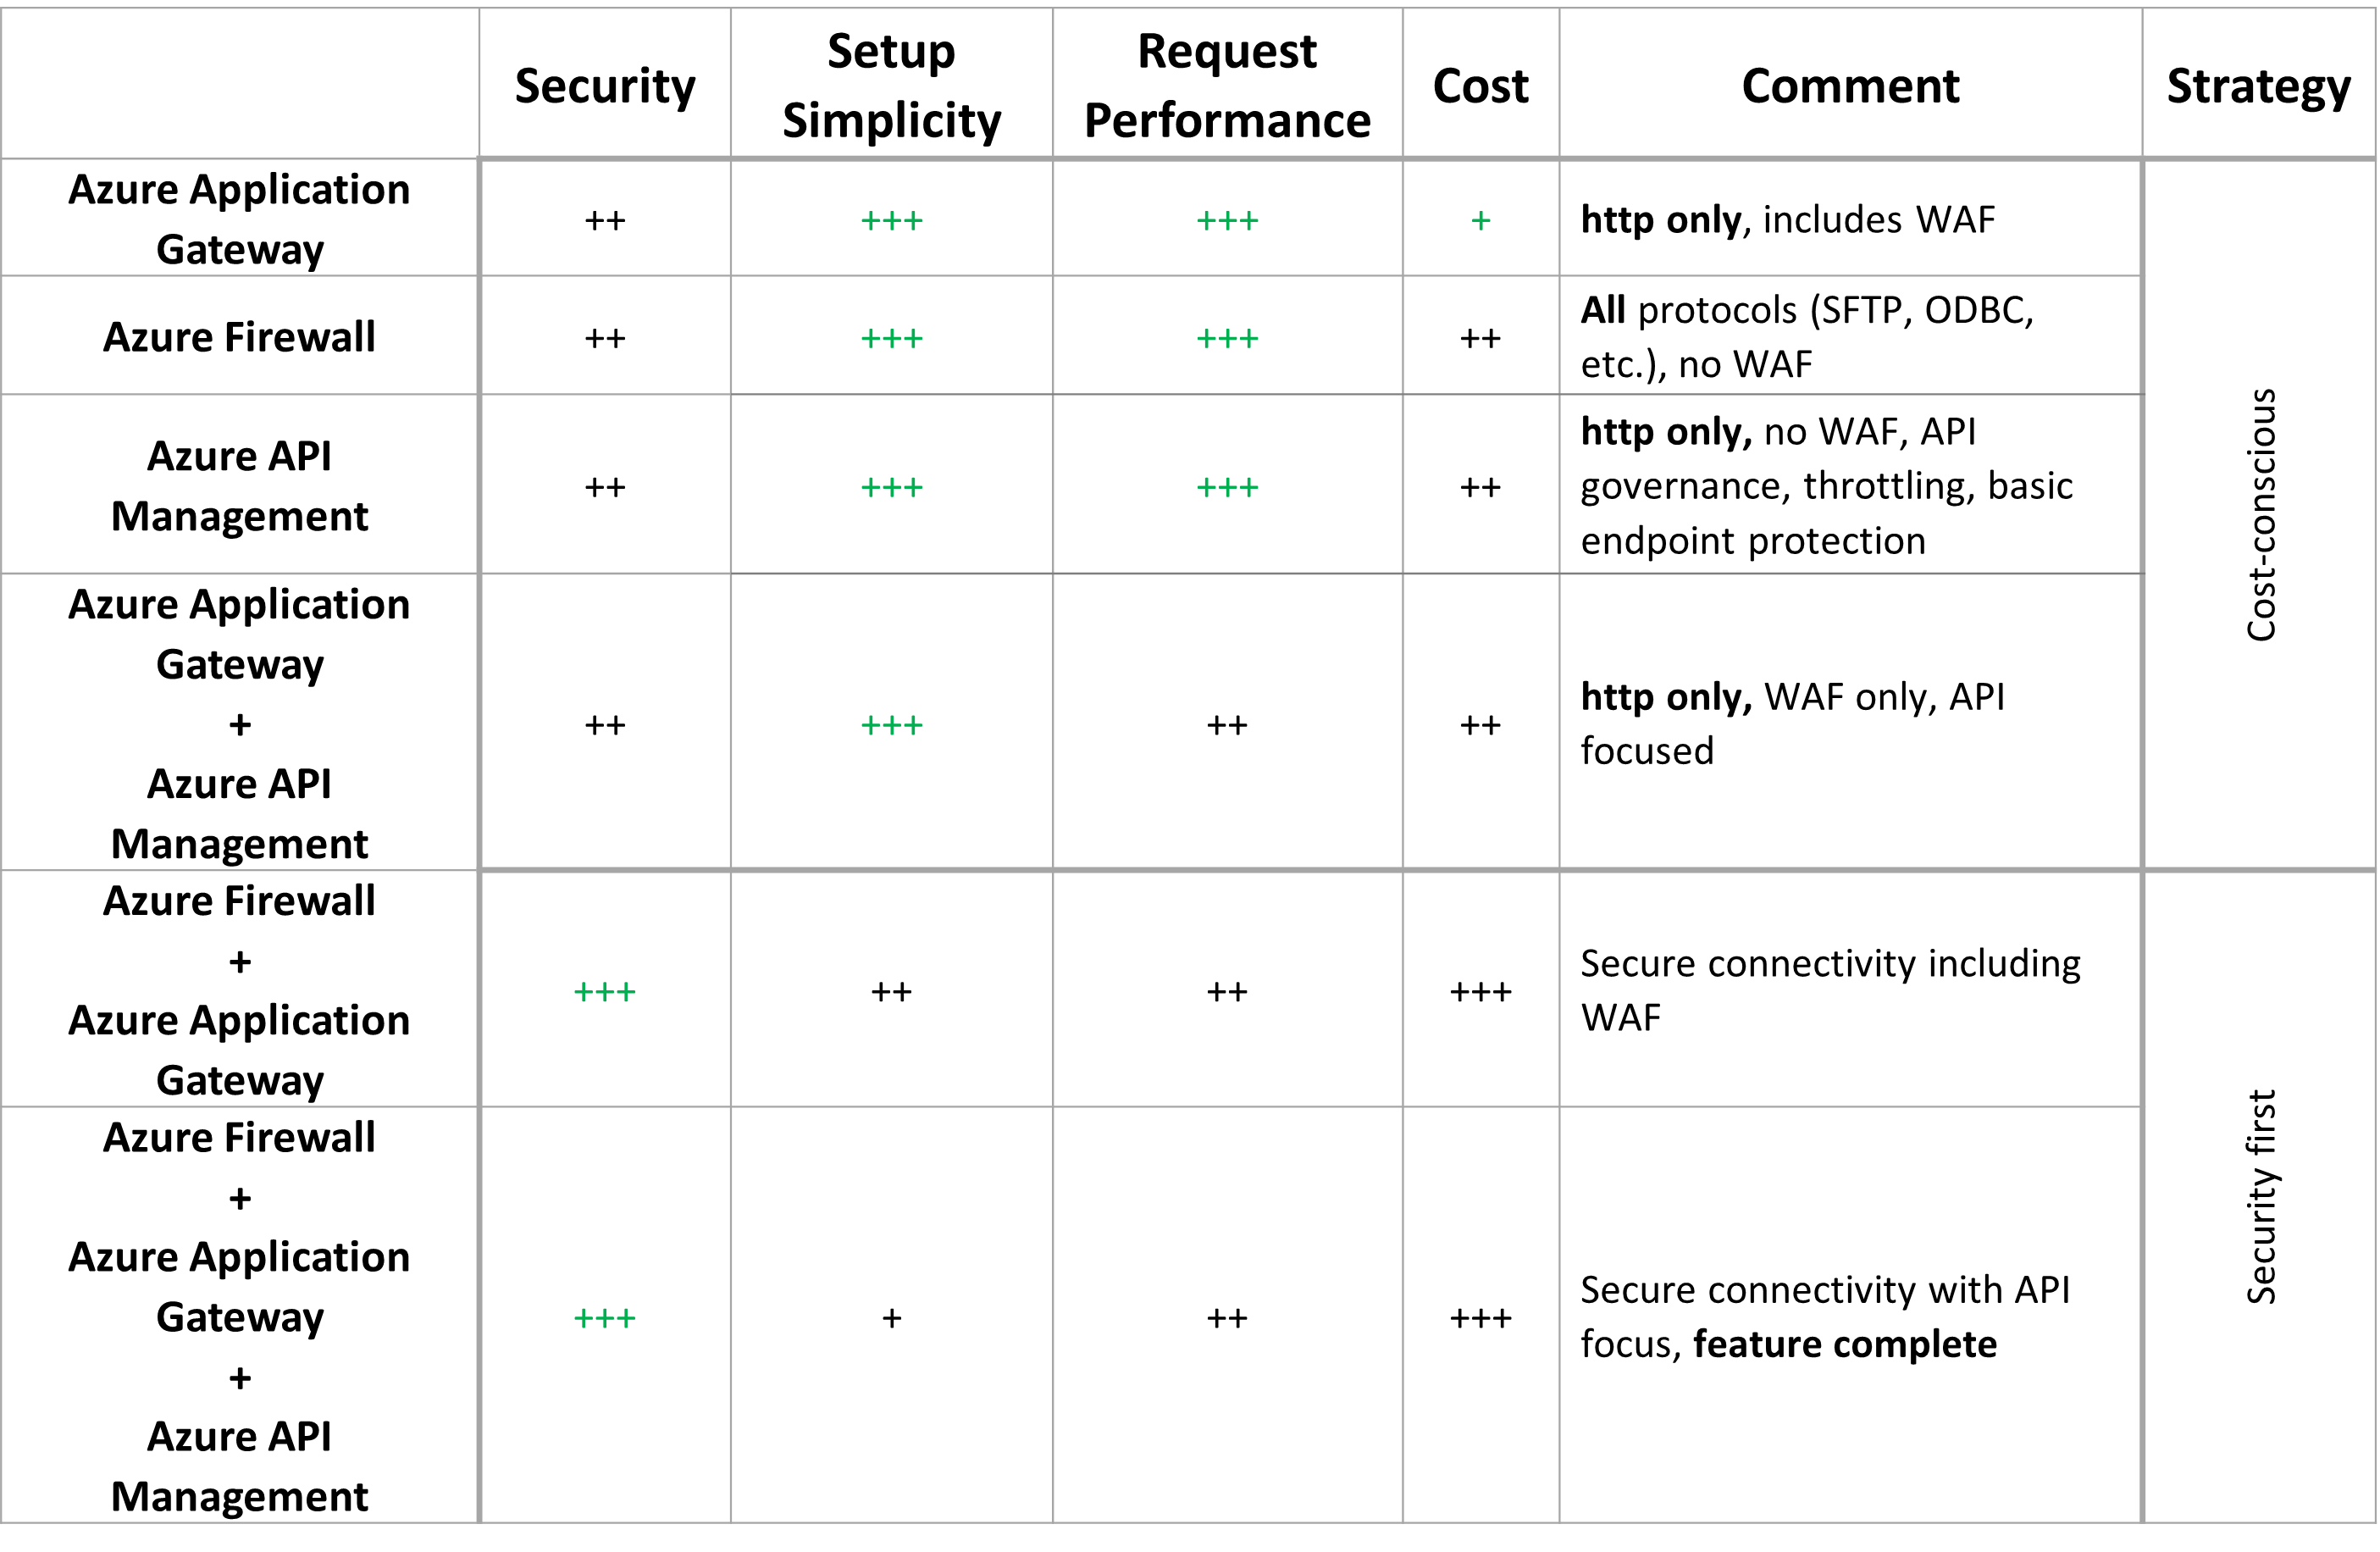 Security
Setup
Simplicity
Request
Performance
Cost
Comment
Strategy
Azure Application
Gateway
++
+++
+++
+
http only, includes WAF
Azure Firewall
++
+++
+++
++
All protocols (SFTP, ODBC,
etc.), no WAF
Azure API
Management
++
+++
+++
++
http only, no WAF, API
governance, throttling, basic
endpoint protection
Azure Application
Gateway
+
Azure API
Management
++
+++
++
++
http only, WAF only, API
focused
Cost-conscious
Azure Firewall
+
Azure Application
Gateway
+++
++
++
+++
Secure connectivity including
WAF
Azure Firewall
+
Azure Application
Gateway
+
Azure API
Management
+++
+
++
+++
Secure connectivity with API
focus, feature complete
Security first